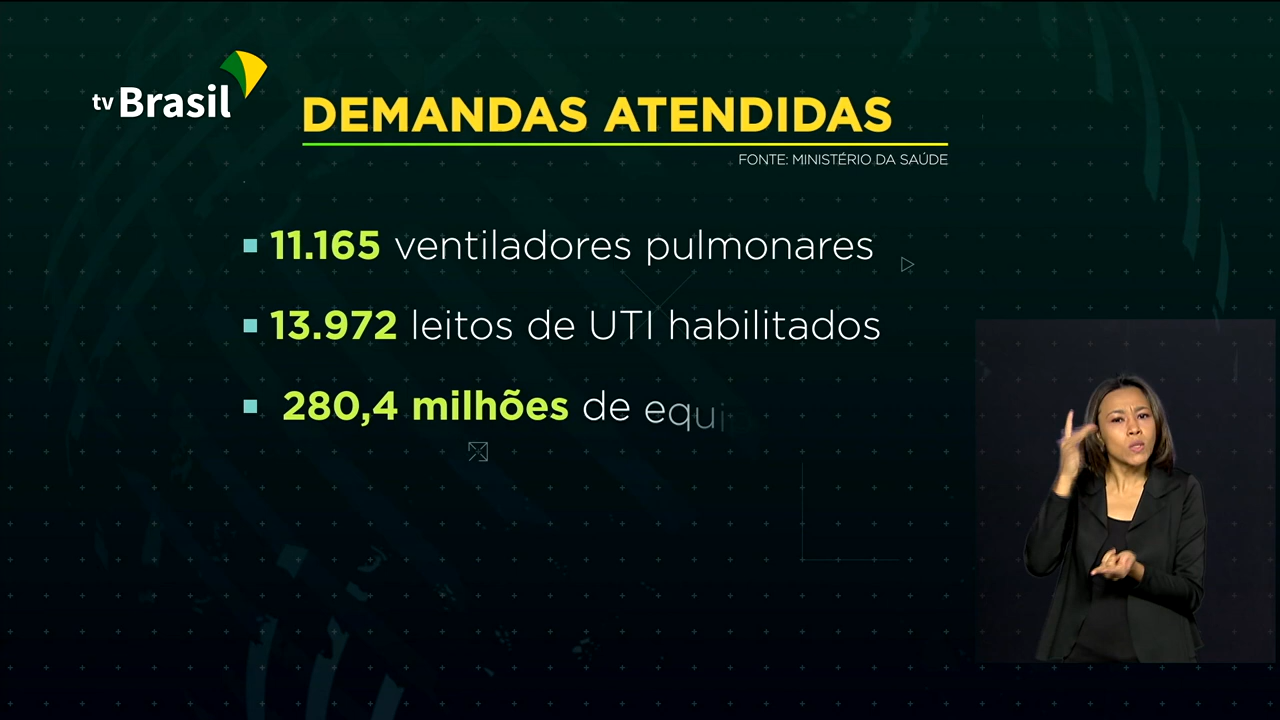 tv Brasil
DEMANDAS ATENDIDAS
FONTE: MINISTÉRIO DA SAÚDE
11.165 ventiladores pulmonares
13.972 leitos de UTI habilitados
280,4 milhões de equi